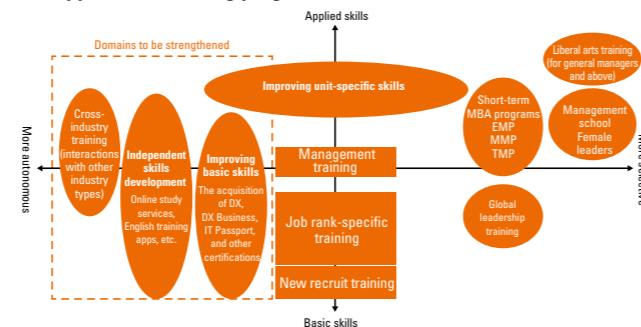 Applied skills
Domains to be strengthened
Liberal arts training
(for general managers
and above)
Improving unit-specific skills
Cross-
industry
training
(interactions
with other
industry
types)
Independent
skills
development
Online study
services,
English training
apps, etc.
Improving
basic skills
The acquisition
of DX,
DX Business,
IT Passport,
and other
certifications
Short-term
MBA programs
EMP
MMP
TMP
Management
school
Female
leaders
More autonomous
Management
training
Job rank-specific
training
Global
leadership
training
New recruit training
Basic skills